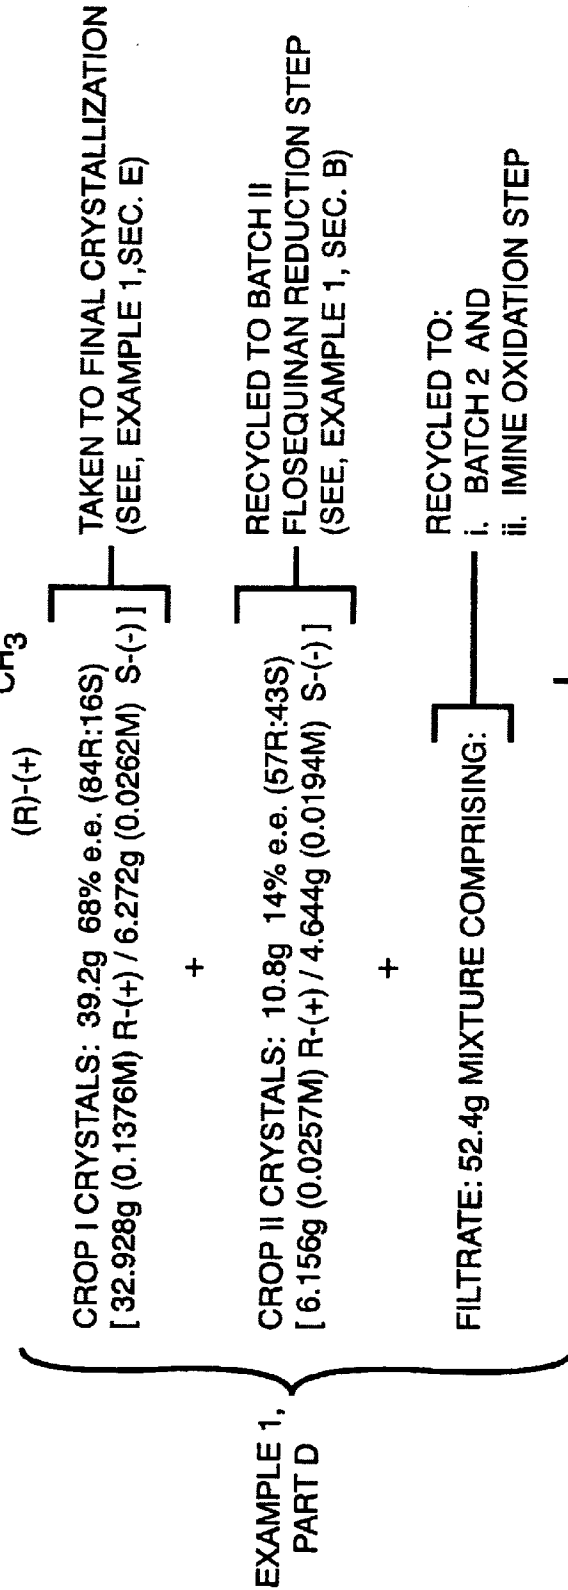 CH3
(R)-(+)
CROP I CRYSTALS: 39.2g 68% e.e. (84R:16S)
[ 32.928g (0.1376M) R-(+) / 6.272g (0.0262M) S-(-) ]
TAKEN TO FINAL CRYSTALLIZATION
(SEE, EXAMPLE 1,SEC. E)
+
EXAMPLE 1,
PART D
CROP II CRYSTALS: 10.8g 14% e.e. (57R:43S)
[ 6.156g (0.0257M) R-(+) / 4.644g (0.0194M) S-(-) ]
RECYCLED TO BATCH II
FLOSEQUINAN REDUCTION STEP
(SEE, EXAMPLE 1, SEC. B)
+
FILTRATE: 52.4g MIXTURE COMPRISING:
RECYCLED TO:
i. BATCH 2 AND
ii. IMINE OXIDATION STEP